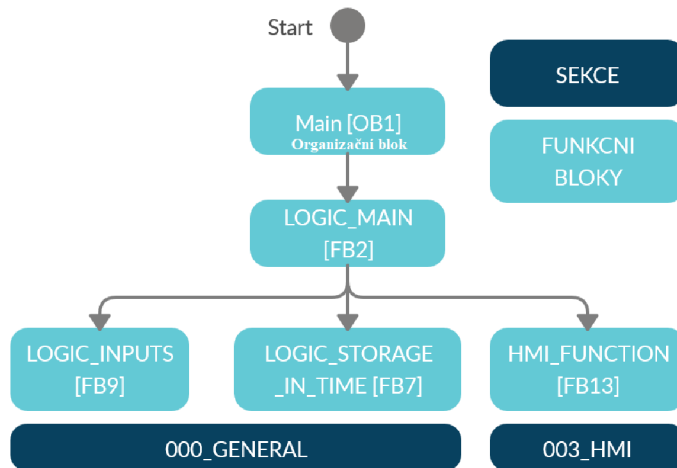 Start
SEKCE
Main [OB1]
Organizační blok
FUNKCNI
BLOKY
LOGIC_MAIN
[FB2]
LOGIC_INPUTS
[FB9]
LOGIC_STORAGE
_IN_TIME [FB7]
HMI_FUNCTION
[FB13]
000_GENERAL
003_HMI